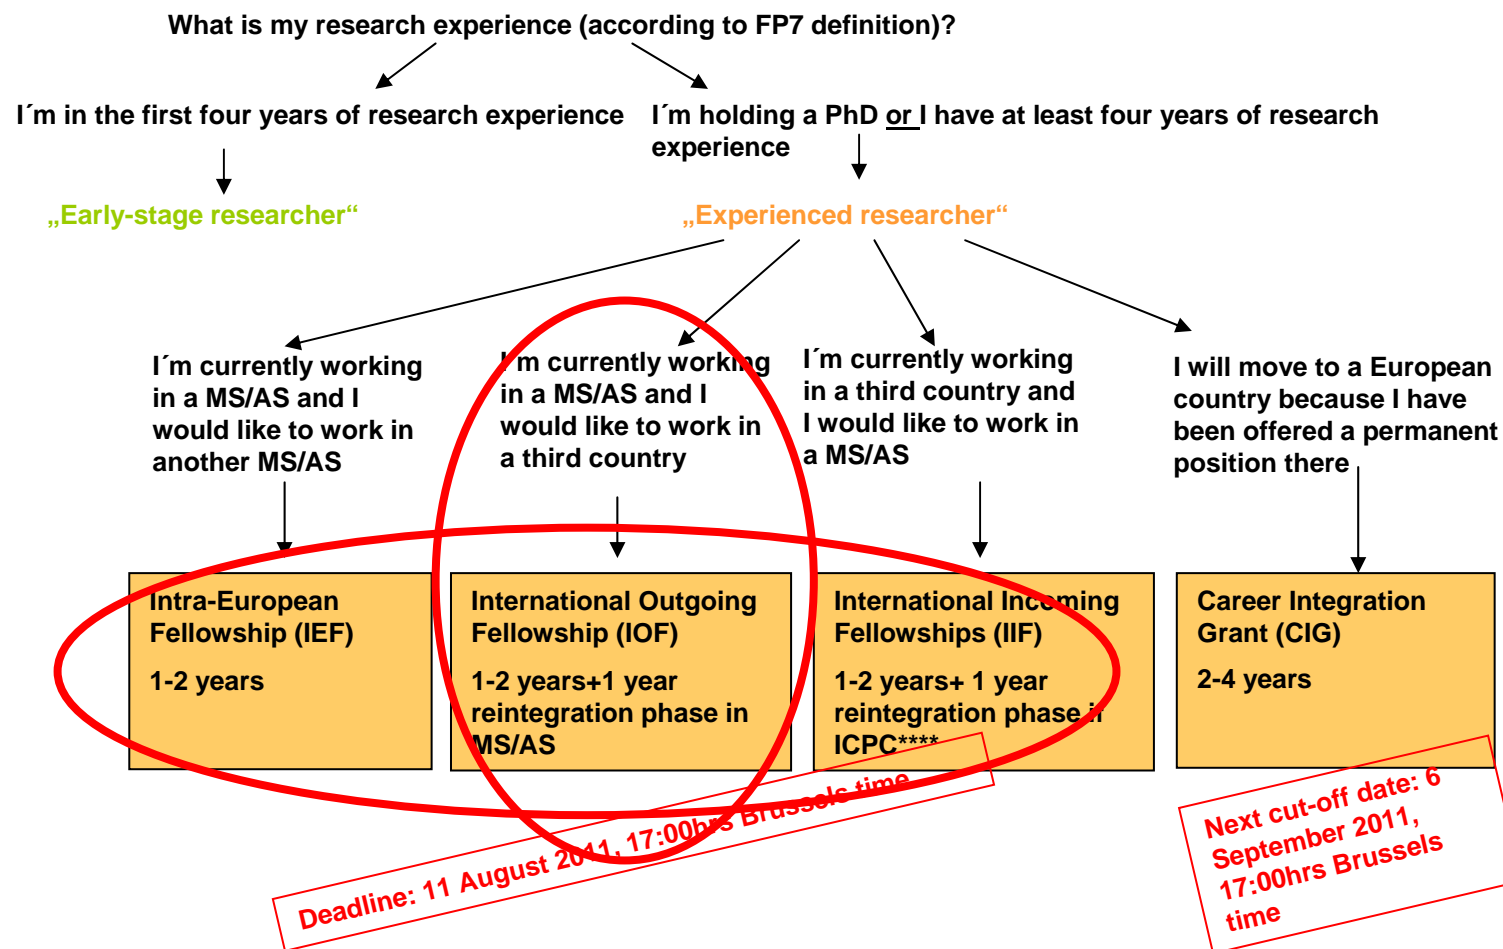 What is my research experience (according to FP7 definition)?
I´m in the first four years of research experience
I´m holding a PhD or I have at least four years of research
experience
„Early-stage researcher“
„Experienced researcher“
I´m currently working
in a MS/AS and I
would like to work in
another MS/AS
I´m currently working
in a MS/AS and I
would like to work in
a third country
I´m currently working
in a third country and
I would like to work in
a MS/AS
I will move to a European
country because I have
been offered a permanent
position there
Intra-European
Fellowship (IEF)
1-2 years
International Outgoing
Fellowship (IOF)
1-2 years+1 year
reintegration phase in
MS/AS
International Incoming
Fellowships (IIF)
1-2 years+ 1 year
reintegration phase if
ICPC****
Career Integration
Grant (CIG)
2-4 years
Deadline: 11 August 2011, 17:00hrs Brussels time
Next cut-off date: 6
September 2011,
17:00hrs Brussels
time